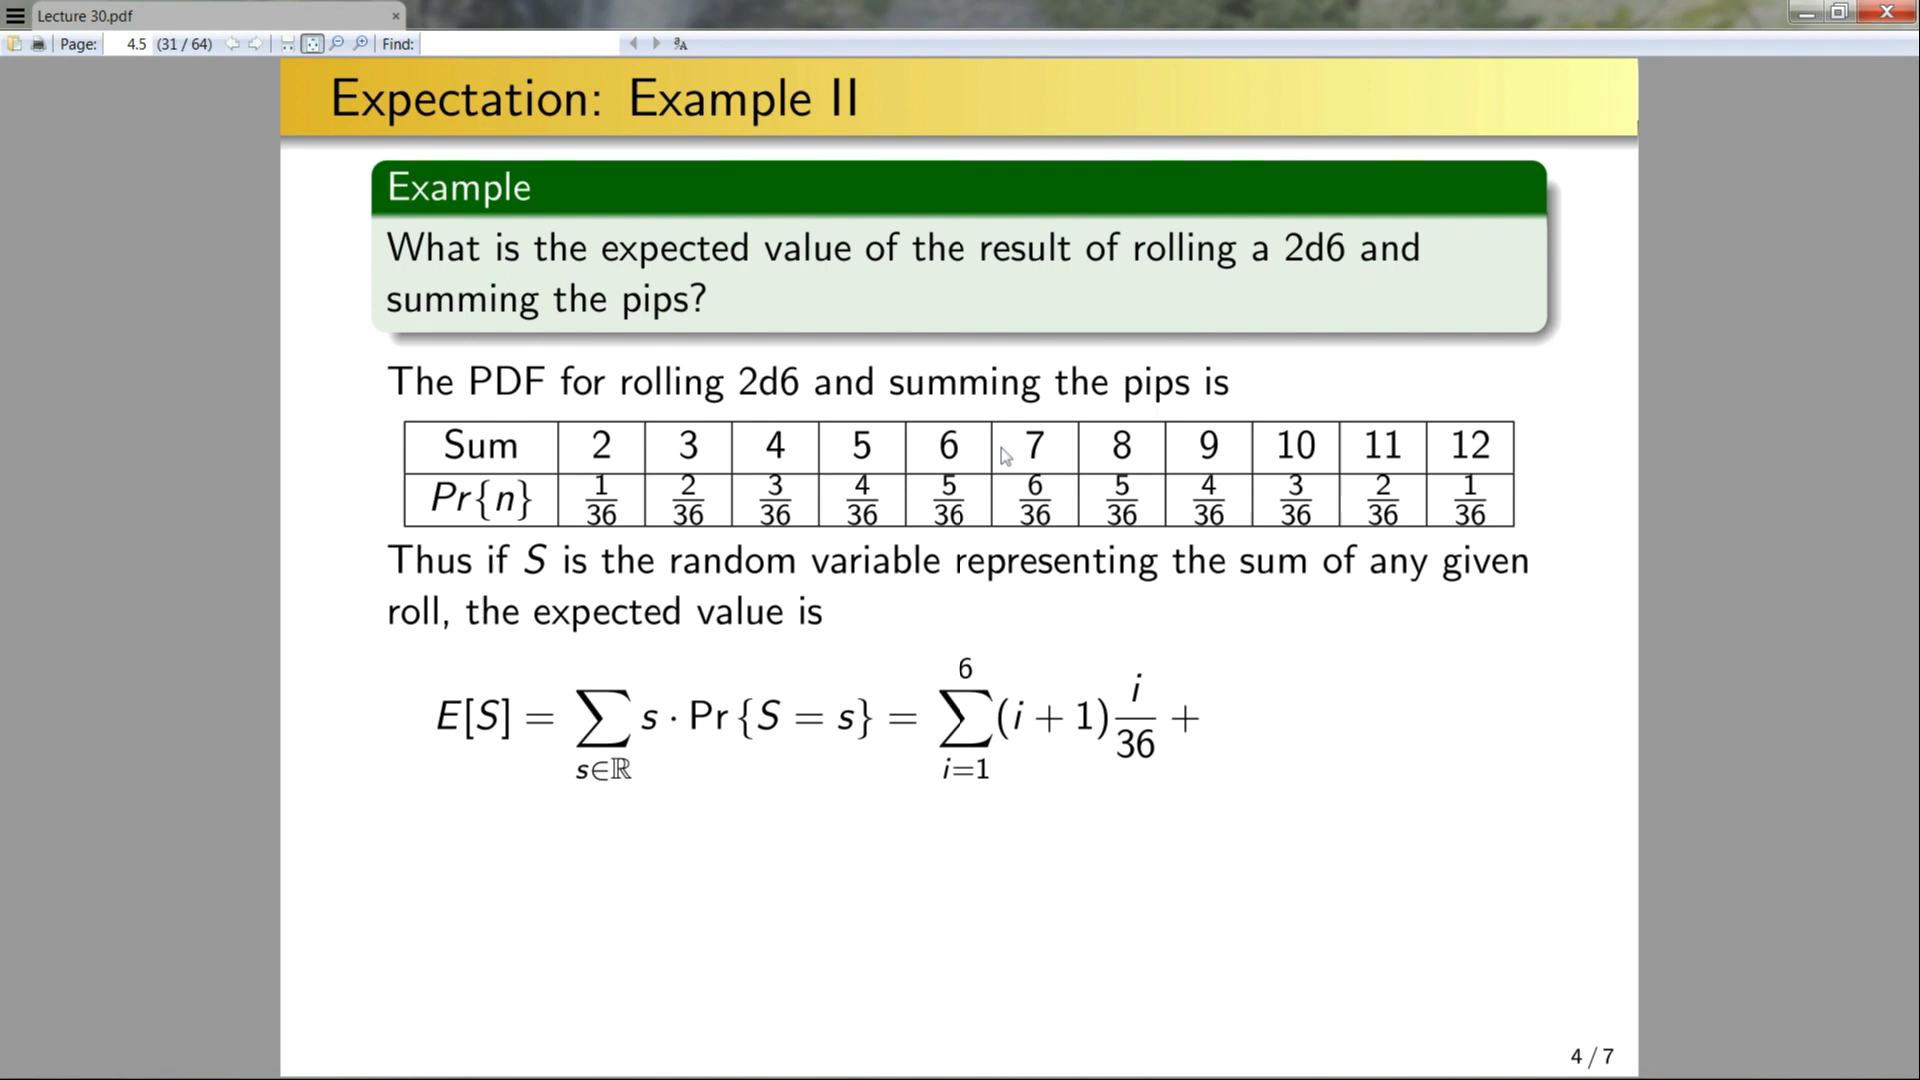 Lecture 30.pdf
Page: 4.5 (31 / 64) Find:
Expectation: Example II
Example
What is the expected value of the result of rolling a 2d6 and
summing the pips?
The PDF for rolling 2d6 and summing the pips is
Sum 2 3 4 5 6 7 8 9 10 11 12
Pr{n} 1/36 2/36 3/36 4/36 5/36 6/36 5/36 4/36 3/36 2/36 1/36
Thus if S is the random variable representing the sum of any given
roll, the expected value is
E[S] = ∑_{s∈ℝ} s · Pr {S = s} = ∑_{i=1}^{6} (i + 1) i/36 +
4 / 7